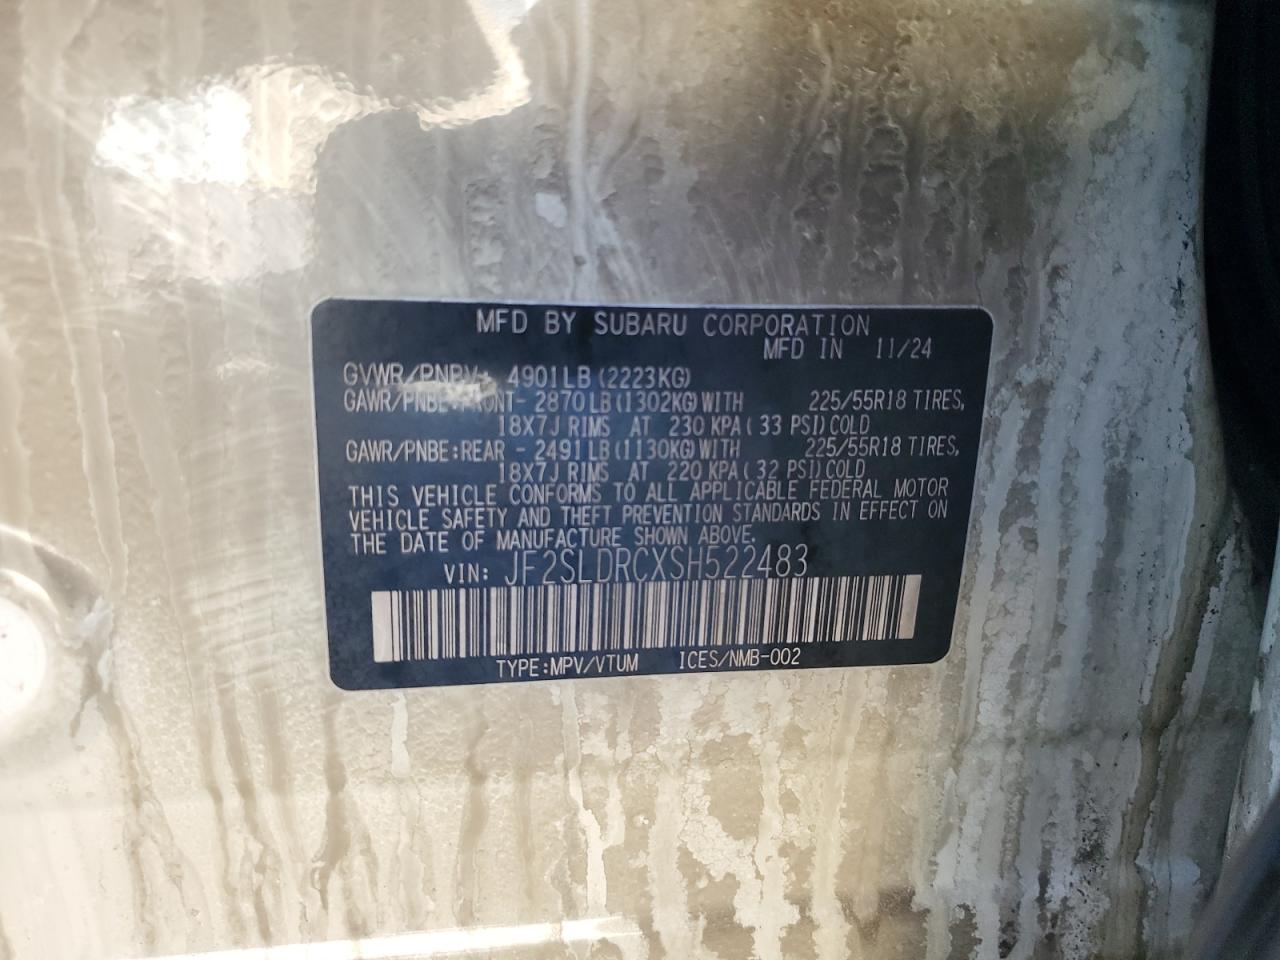 MFD BY SUBARU CORPORATION
MFD IN 11/24
GVWR/PNBV: 4901LB(2223KG)
GAWR/PNBE:FRONT- 2870LB(1302KG)WITH 225/55R18 TIRES,
18X7J RIMS AT 230 KPA(33 PSI)COLD
GAWR/PNBE:REAR - 2491LB(1130KG)WITH 225/55R18 TIRES,
18X7J RIMS AT 220 KPA(32 PSI)COLD
THIS VEHICLE CONFORMS TO ALL APPLICABLE FEDERAL MOTOR
VEHICLE SAFETY AND THEFT PREVENTION STANDARDS IN EFFECT ON
THE DATE OF MANUFACTURE SHOWN ABOVE.
VIN: JF2SLDRCXSH522483
TYPE:MPV/VTUM ICES/NMB-002